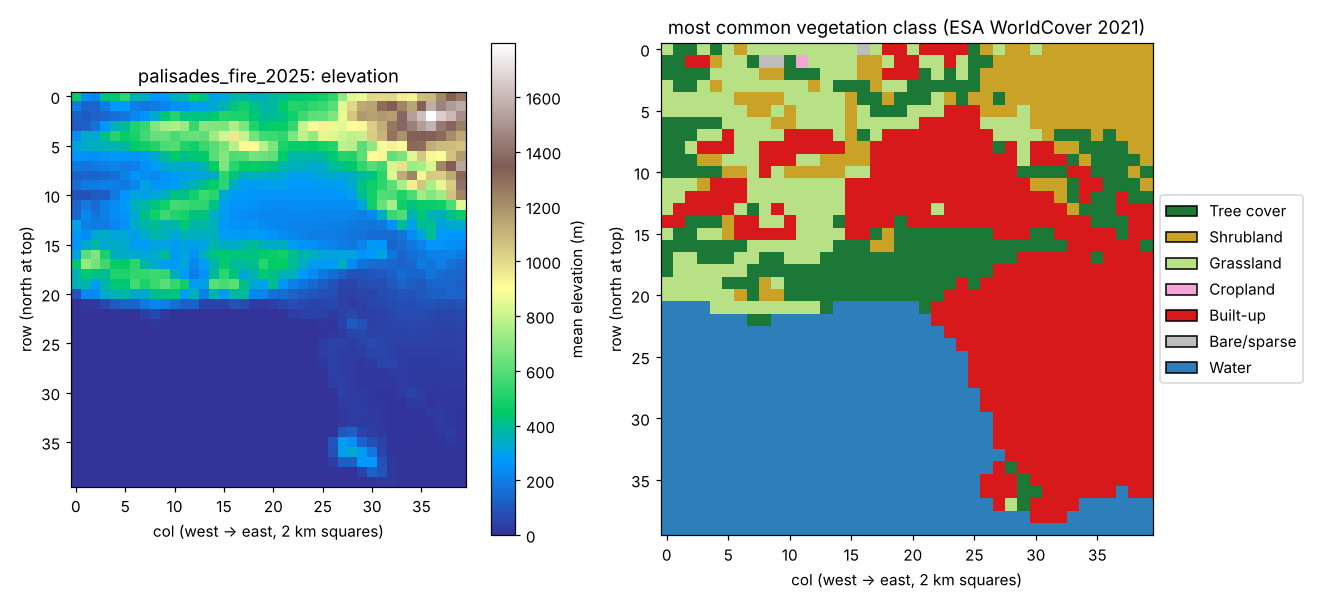 palisades_fire_2025: elevation
0
5
10
15
20
25
30
35
row (north at top)
0 5 10 15 20 25 30 35
col (west → east, 2 km squares)
1600
1400
1200
1000
800
600
400
200
0
mean elevation (m)
most common vegetation class (ESA WorldCover 2021)
0
5
10
15
20
25
30
35
row (north at top)
0 5 10 15 20 25 30 35
col (west → east, 2 km squares)
Tree cover
Shrubland
Grassland
Cropland
Built-up
Bare/sparse
Water